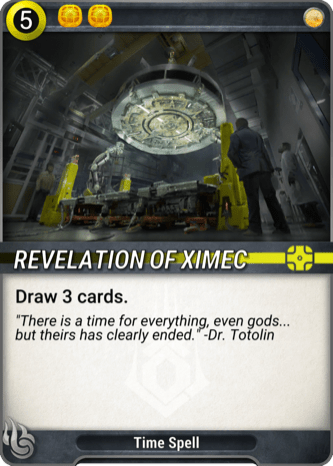 5
REVELATION OF XIMEC
Draw 3 cards.
"There is a time for everything, even gods...
but theirs has clearly ended." -Dr. Totolin
Time Spell